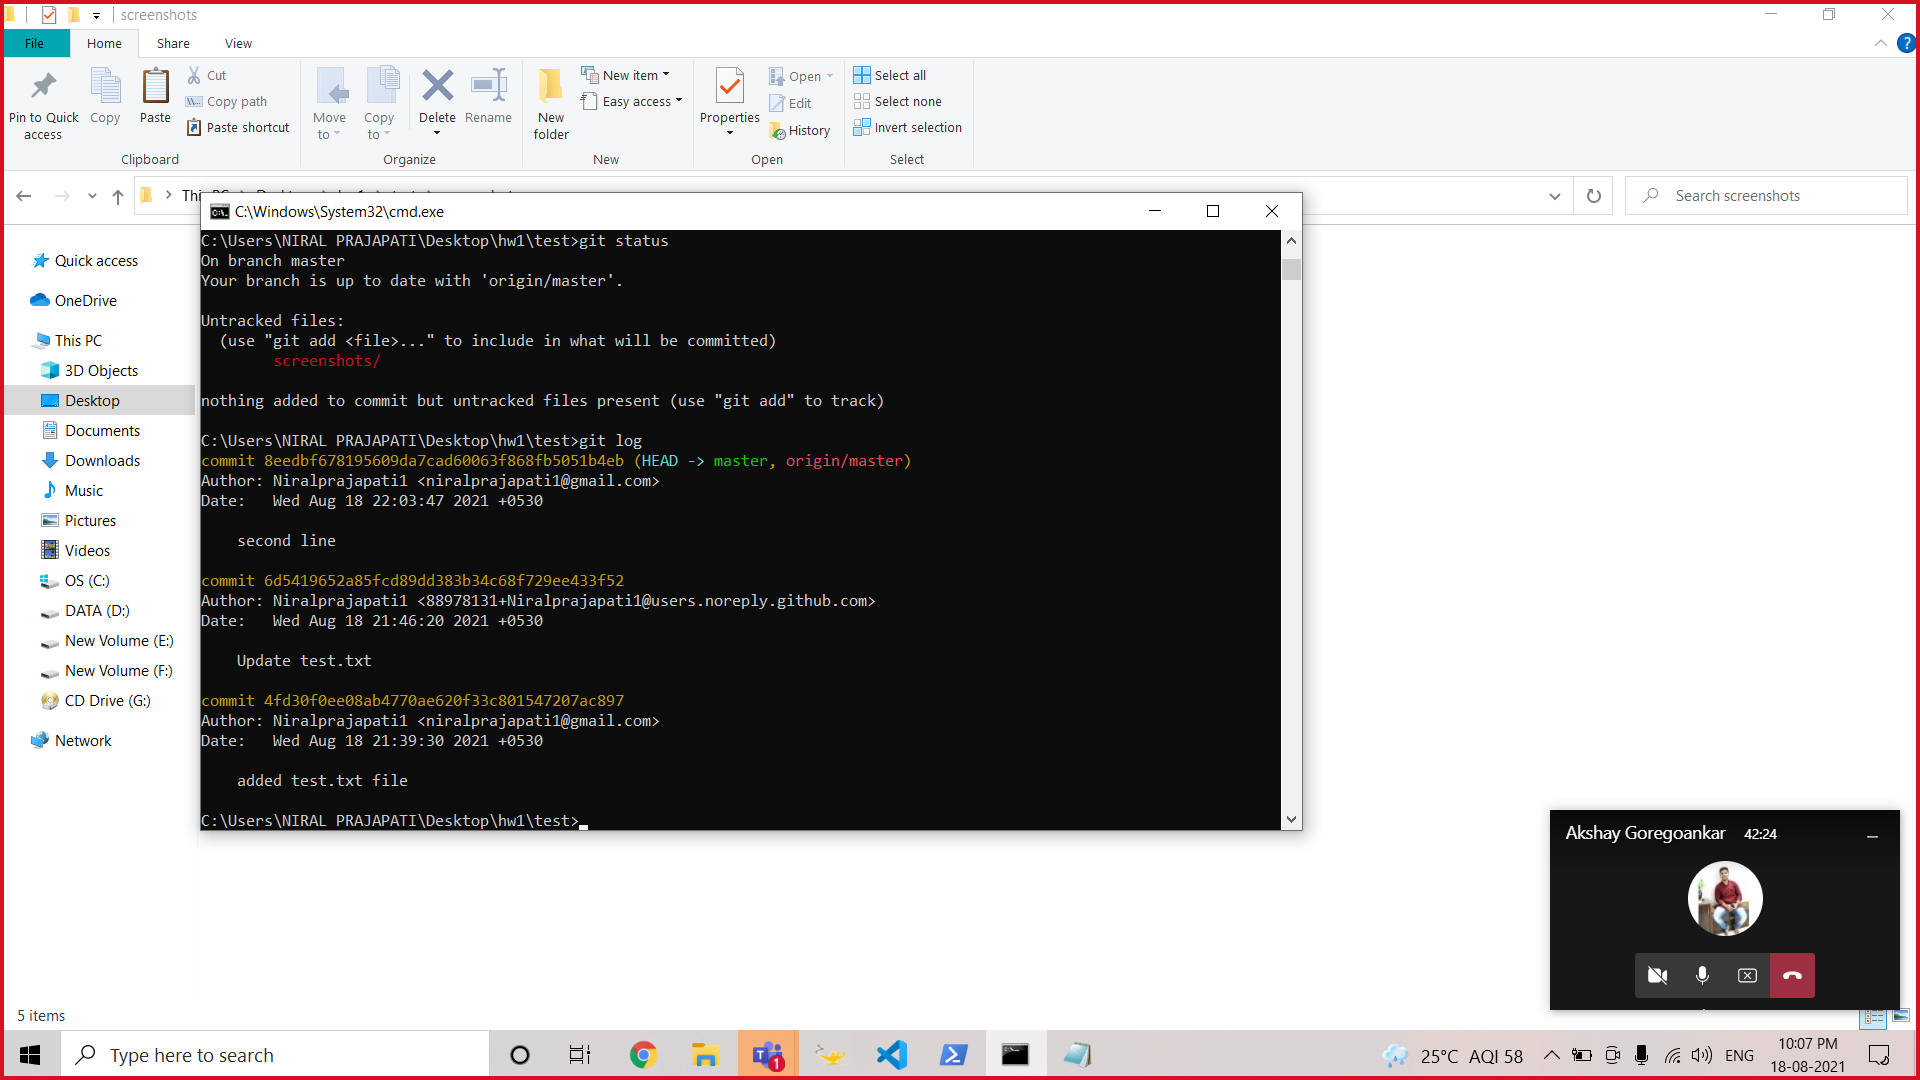 screenshots
File Home Share View
?
Pin to Quick access
Copy
Paste
Cut
Copy path
Paste shortcut
Clipboard
Move to
Copy to
Delete
Rename
Organize
New folder
New item
Easy access
New
Properties
Open
Edit
History
Open
Select all
Select none
Invert selection
Select
Search screenshots
C:\Windows\System32\cmd.exe
C:\Users\NIRAL PRAJAPATI\Desktop\hw1\test>git status
On branch master
Your branch is up to date with 'origin/master'.
Untracked files:
(use "git add <file>..." to include in what will be committed)
screenshots/
nothing added to commit but untracked files present (use "git add" to track)
C:\Users\NIRAL PRAJAPATI\Desktop\hw1\test>git log
commit 8eedbf678195609da7cad60063f868fb5051b4eb (HEAD -> master, origin/master)
Author: Niralprajapati1 <niralprajapati1@gmail.com>
Date:   Wed Aug 18 22:03:47 2021 +0530
second line
commit 6d5419652a85fcd89dd383b34c68f729ee433f52
Author: Niralprajapati1 <88978131+Niralprajapati1@users.noreply.github.com>
Date:   Wed Aug 18 21:46:20 2021 +0530
Update test.txt
commit 4fd30f0ee08ab4770ae620f33c801547207ac897
Author: Niralprajapati1 <niralprajapati1@gmail.com>
Date:   Wed Aug 18 21:39:30 2021 +0530
added test.txt file
C:\Users\NIRAL PRAJAPATI\Desktop\hw1\test>
Quick access
OneDrive
This PC
3D Objects
Desktop
Documents
Downloads
Music
Pictures
Videos
OS (C:)
DATA (D:)
New Volume (E:)
New Volume (F:)
CD Drive (G:)
Network
5 items
Akshay Goregoankar 42:24
Type here to search
1
25°C AQI 58
ENG
10:07 PM
18-08-2021